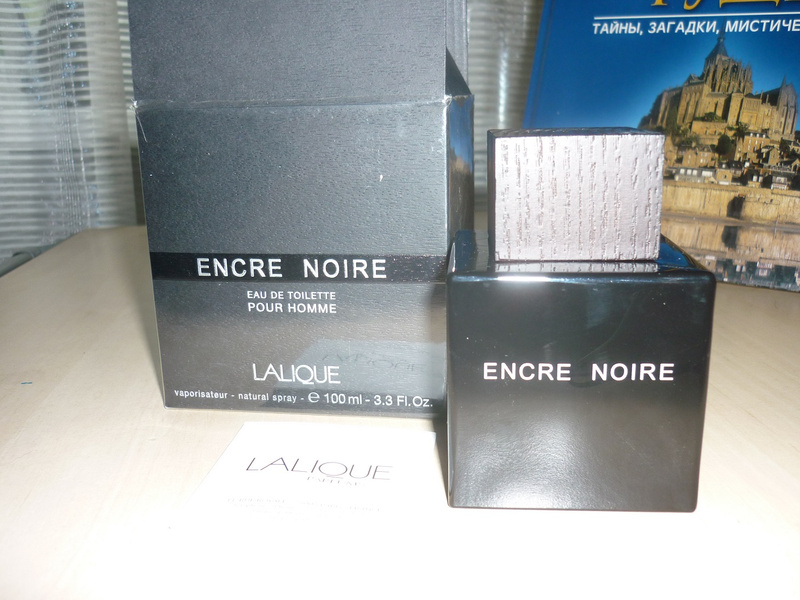 ТАЙНЫ, ЗАГАДКИ, МИСТИЧЕ
ENCRE NOIRE
EAU DE TOILETTE
POUR HOMME
LALIQUE
vaporisateur - natural spray - e 100 ml - 3.3 Fl.Oz.
ENCRE NOIRE
LALIQUE
PARFUMS